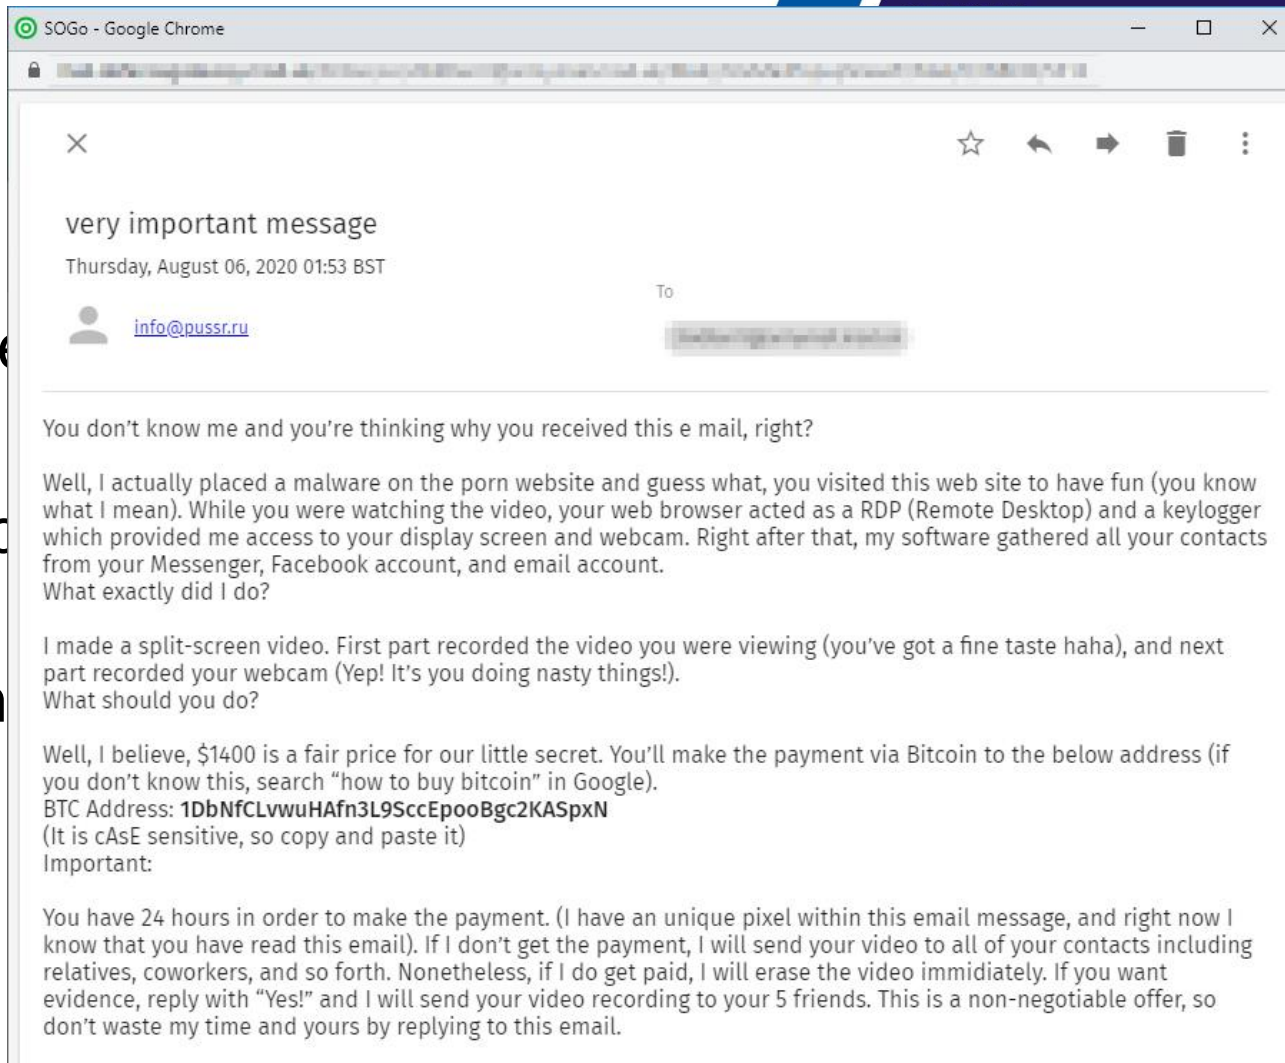 SOGo - Google Chrome
very important message
Thursday, August 06, 2020 01:53 BST
To
info@pussr.ru
You don’t know me and you’re thinking why you received this e mail, right?
Well, I actually placed a malware on the porn website and guess what, you visited this web site to have fun (you know
what I mean). While you were watching the video, your web browser acted as a RDP (Remote Desktop) and a keylogger
which provided me access to your display screen and webcam. Right after that, my software gathered all your contacts
from your Messenger, Facebook account, and email account.
What exactly did I do?
I made a split-screen video. First part recorded the video you were viewing (you’ve got a fine taste haha), and next
part recorded your webcam (Yep! It’s you doing nasty things!).
What should you do?
Well, I believe, $1400 is a fair price for our little secret. You’ll make the payment via Bitcoin to the below address (if
you don’t know this, search “how to buy bitcoin” in Google).
BTC Address: 1DbNfCLvwuHAfn3L9SccEpooBgc2KASpxN
(It is cAsE sensitive, so copy and paste it)
Important:
You have 24 hours in order to make the payment. (I have an unique pixel within this email message, and right now I
know that you have read this email). If I don’t get the payment, I will send your video to all of your contacts including
relatives, coworkers, and so forth. Nonetheless, if I do get paid, I will erase the video immidiately. If you want
evidence, reply with “Yes!” and I will send your video recording to your 5 friends. This is a non-negotiable offer, so
don’t waste my time and yours by replying to this email.